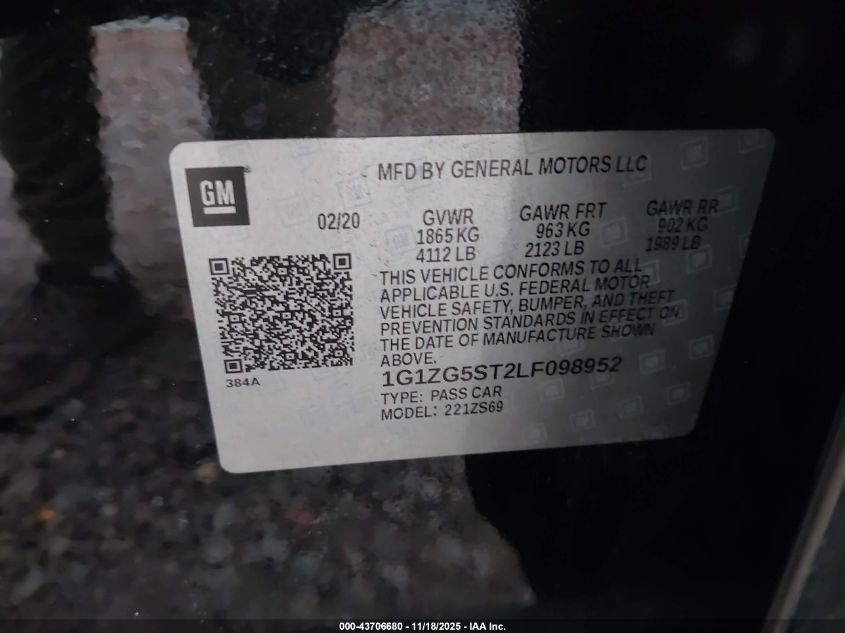 GM
MFD BY GENERAL MOTORS LLC
02/20
GVWR
1865 KG
4112 LB
GAWR FRT
963 KG
2123 LB
GAWR RR
902 KG
1989 LB
THIS VEHICLE CONFORMS TO ALL
APPLICABLE U.S. FEDERAL MOTOR
VEHICLE SAFETY, BUMPER, AND THEFT
PREVENTION STANDARDS IN EFFECT ON
THE DATE OF MANUFACTURE SHOWN
ABOVE.
384A
1G1ZG5ST2LF098952
TYPE: PASS CAR
MODEL: 221ZS69
000-43706680 - 11/18/2025 - IAA Inc.